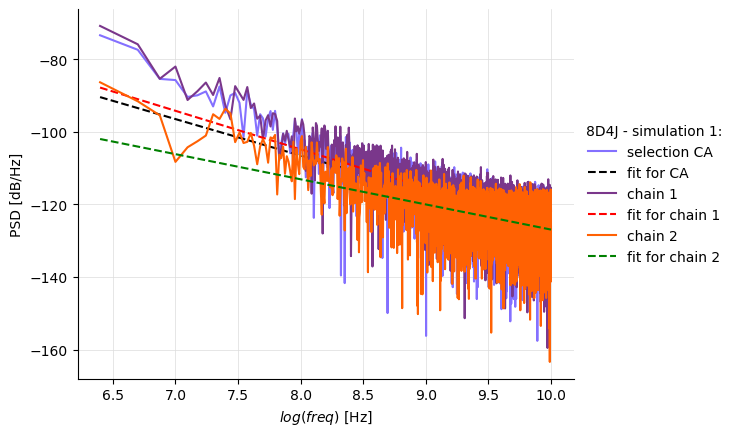 −80
−100
−120
−140
−160
PSD [dB/Hz]
6.5 7.0 7.5 8.0 8.5 9.0 9.5 10.0
log(freq) [Hz]
8D4J - simulation 1:
selection CA
fit for CA
chain 1
fit for chain 1
chain 2
fit for chain 2